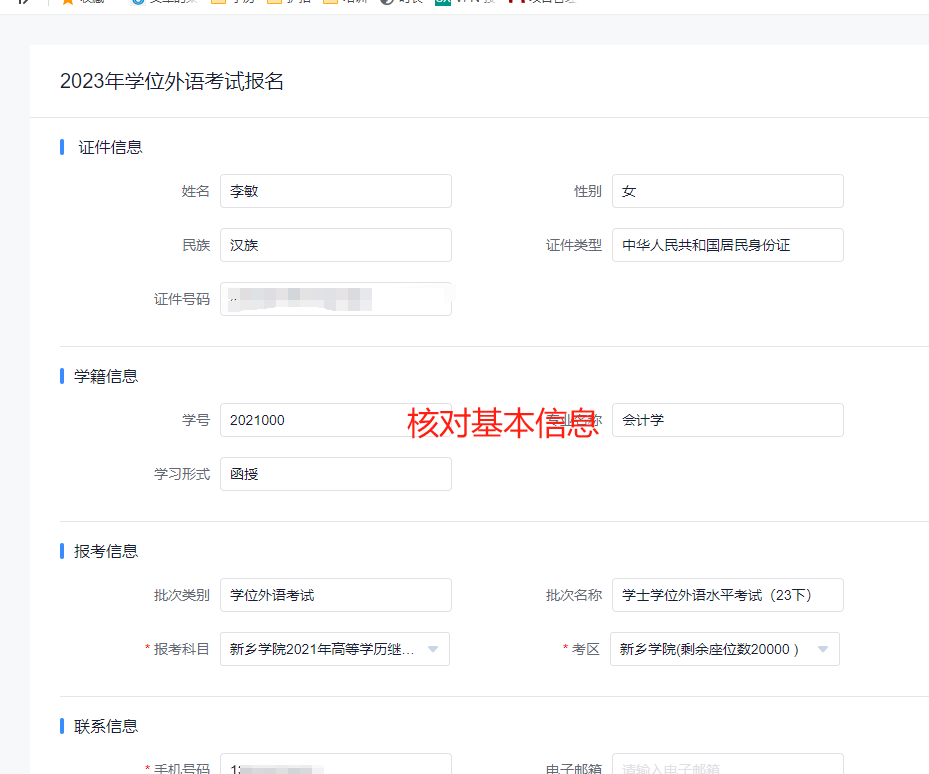 2023年学位外语考试报名
证件信息
姓名 李敏 性别 女
民族 汉族 证件类型 中华人民共和国居民身份证
证件号码
学籍信息
学号 2021000 核对基本信息 专业名称 会计学
学习形式 函授
报考信息
批次类别 学位外语考试 批次名称 学士学位外语水平考试（23下）
* 报考科目 新乡学院2021年高等学历继... * 考区 新乡学院(剩余座位数20000 )
联系信息
* 手机号码 电子邮箱 请输入电子邮箱